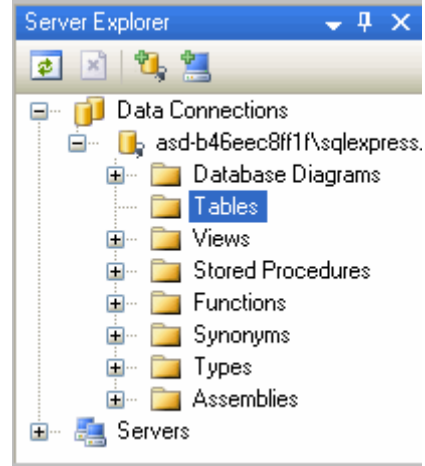 Server Explorer
Data Connections
asd-b46eec8ff1f\sqlexpress.
Database Diagrams
Tables
Views
Stored Procedures
Functions
Synonyms
Types
Assemblies
Servers